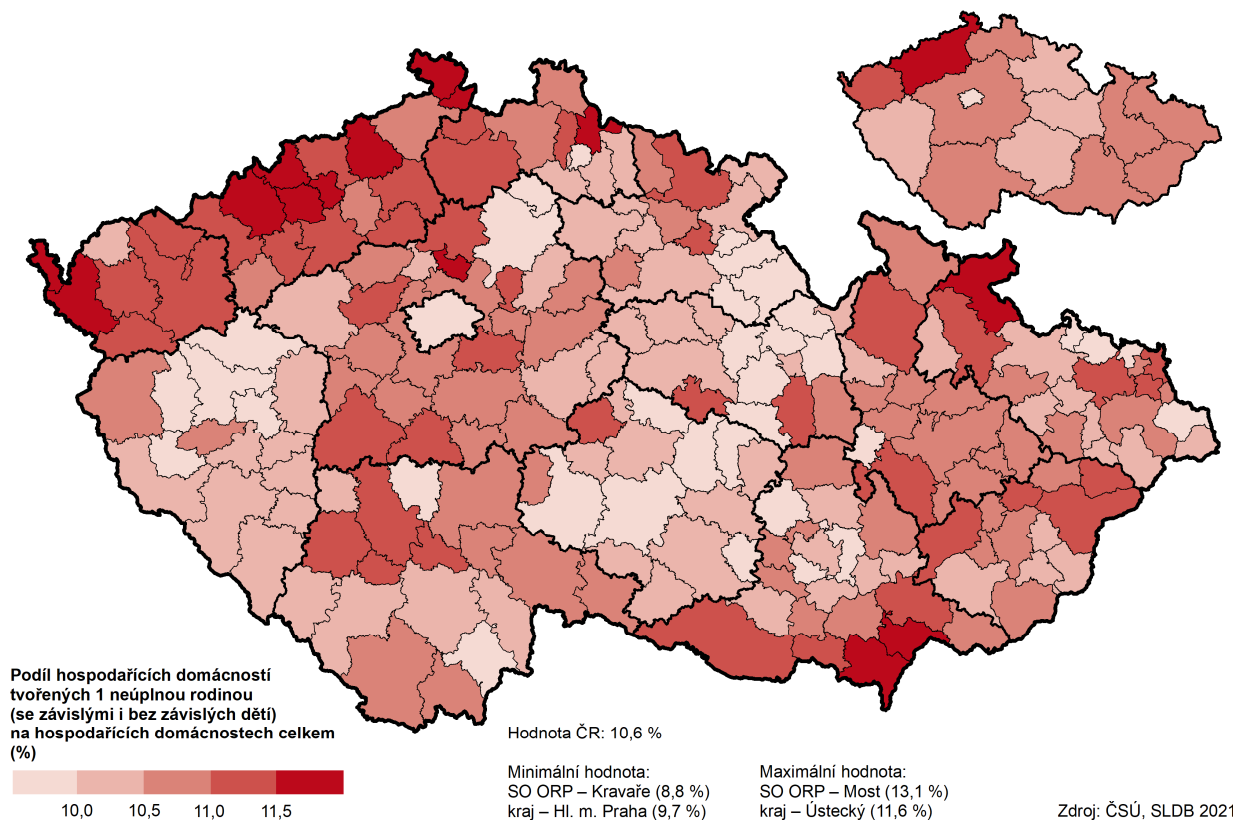 Podíl hospodařících domácností
tvořených 1 neúplnou rodinou
(se závislými i bez závislých dětí)
na hospodařících domácnostech celkem
(%)
10,0 10,5 11,0 11,5
Hodnota ČR: 10,6 %
Minimální hodnota:
SO ORP – Kravaře (8,8 %)
kraj – Hl. m. Praha (9,7 %)
Maximální hodnota:
SO ORP – Most (13,1 %)
kraj – Ústecký (11,6 %)
Zdroj: ČSÚ, SLDB 2021